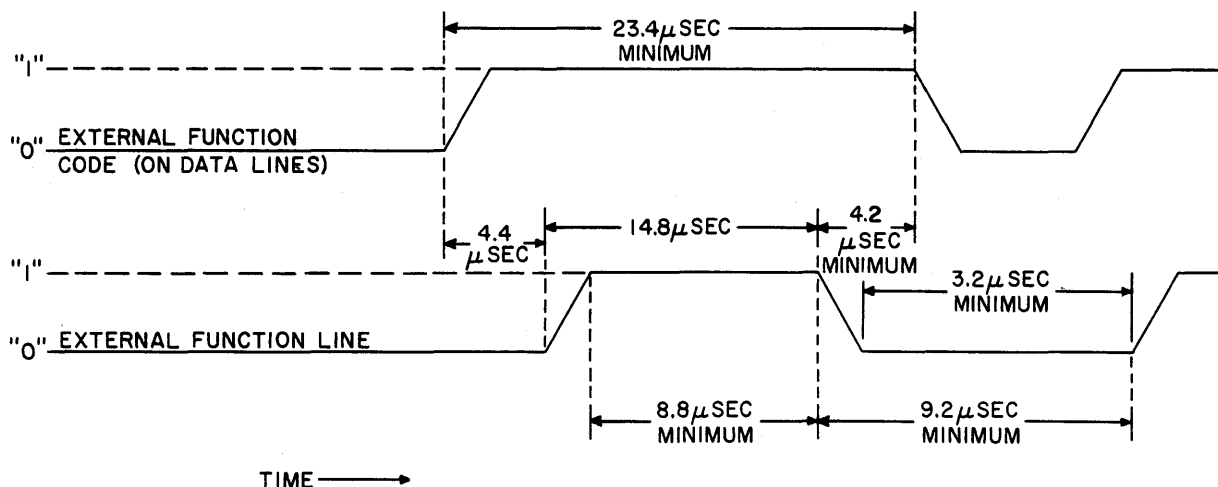 23.4μSEC
MINIMUM
"1"
"0" EXTERNAL FUNCTION
CODE (ON DATA LINES)
4.4
μSEC
14.8μSEC
4.2
μSEC
MINIMUM
"1"
3.2μSEC
MINIMUM
"0" EXTERNAL FUNCTION LINE
8.8μSEC
MINIMUM
9.2μSEC
MINIMUM
TIME